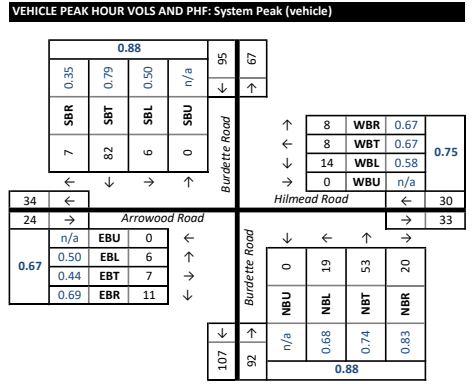 VEHICLE PEAK HOUR VOLS AND PHF: System Peak (vehicle)
0.88
95
67
0.35
0.79
0.50
n/a
↓
↑
SBR
SBT
SBL
SBU
Burdette Road
7
82
6
0
↑ 8 WBR 0.67
← 8 WBT 0.67
↓ 14 WBL 0.58
→ 0 WBU n/a
0.75
← ↓ → ↑
Hilmead Road
34 ←
← 30
24 → Arrowood Road
→ 33
0.67
n/a EBU 0 ←
0.50 EBL 6 ↑
0.44 EBT 7 →
0.69 EBR 11 ↓
Burdette Road
↓ ← ↑ →
0
19
53
20
NBU
NBL
NBT
NBR
↓
↑
n/a
0.68
0.74
0.83
107
92
0.88